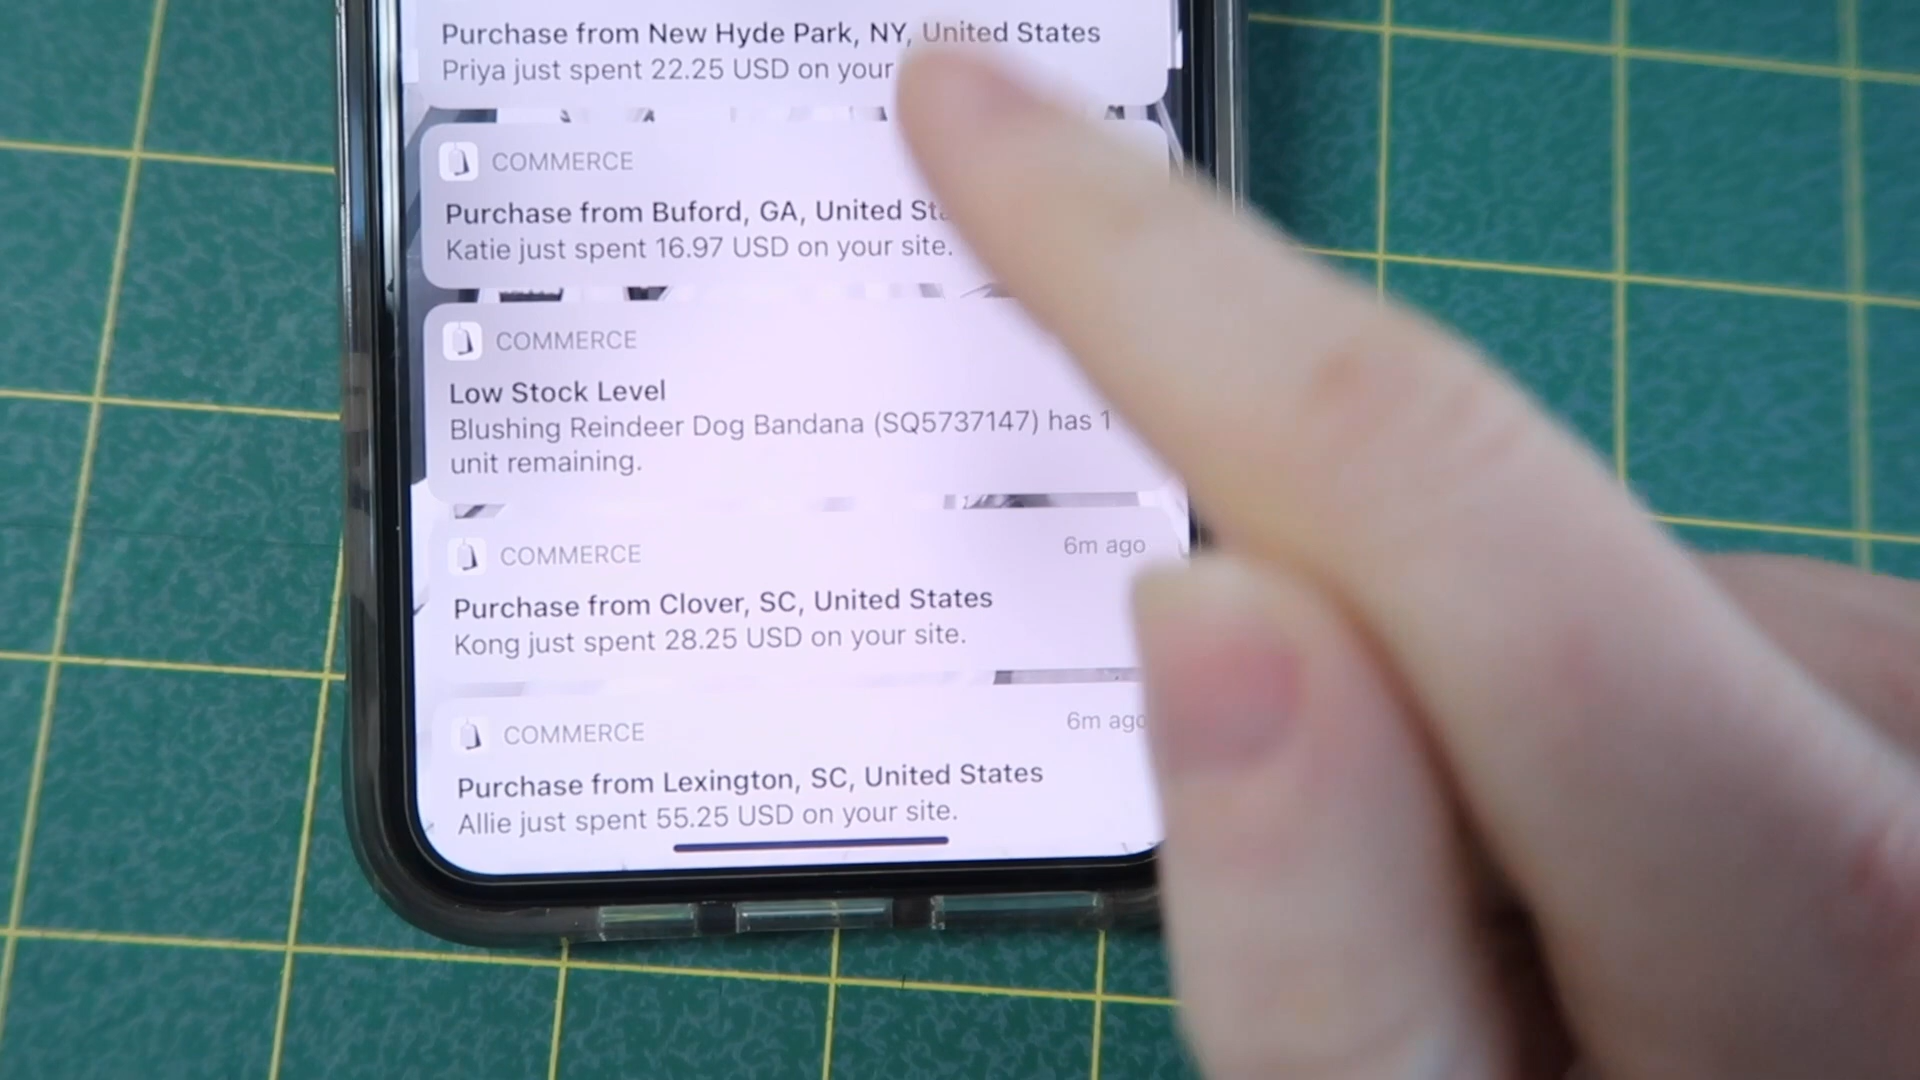 Purchase from New Hyde Park, NY, United States
Priya just spent 22.25 USD on your
COMMERCE
Purchase from Buford, GA, United
Katie just spent 16.97 USD on your site.
COMMERCE
Low Stock Level
Blushing Reindeer Dog Bandana (SQ5737147) has 1
unit remaining.
COMMERCE 6m ago
Purchase from Clover, SC, United States
Kong just spent 28.25 USD on your site.
COMMERCE 6m ago
Purchase from Lexington, SC, United States
Allie just spent 55.25 USD on your site.